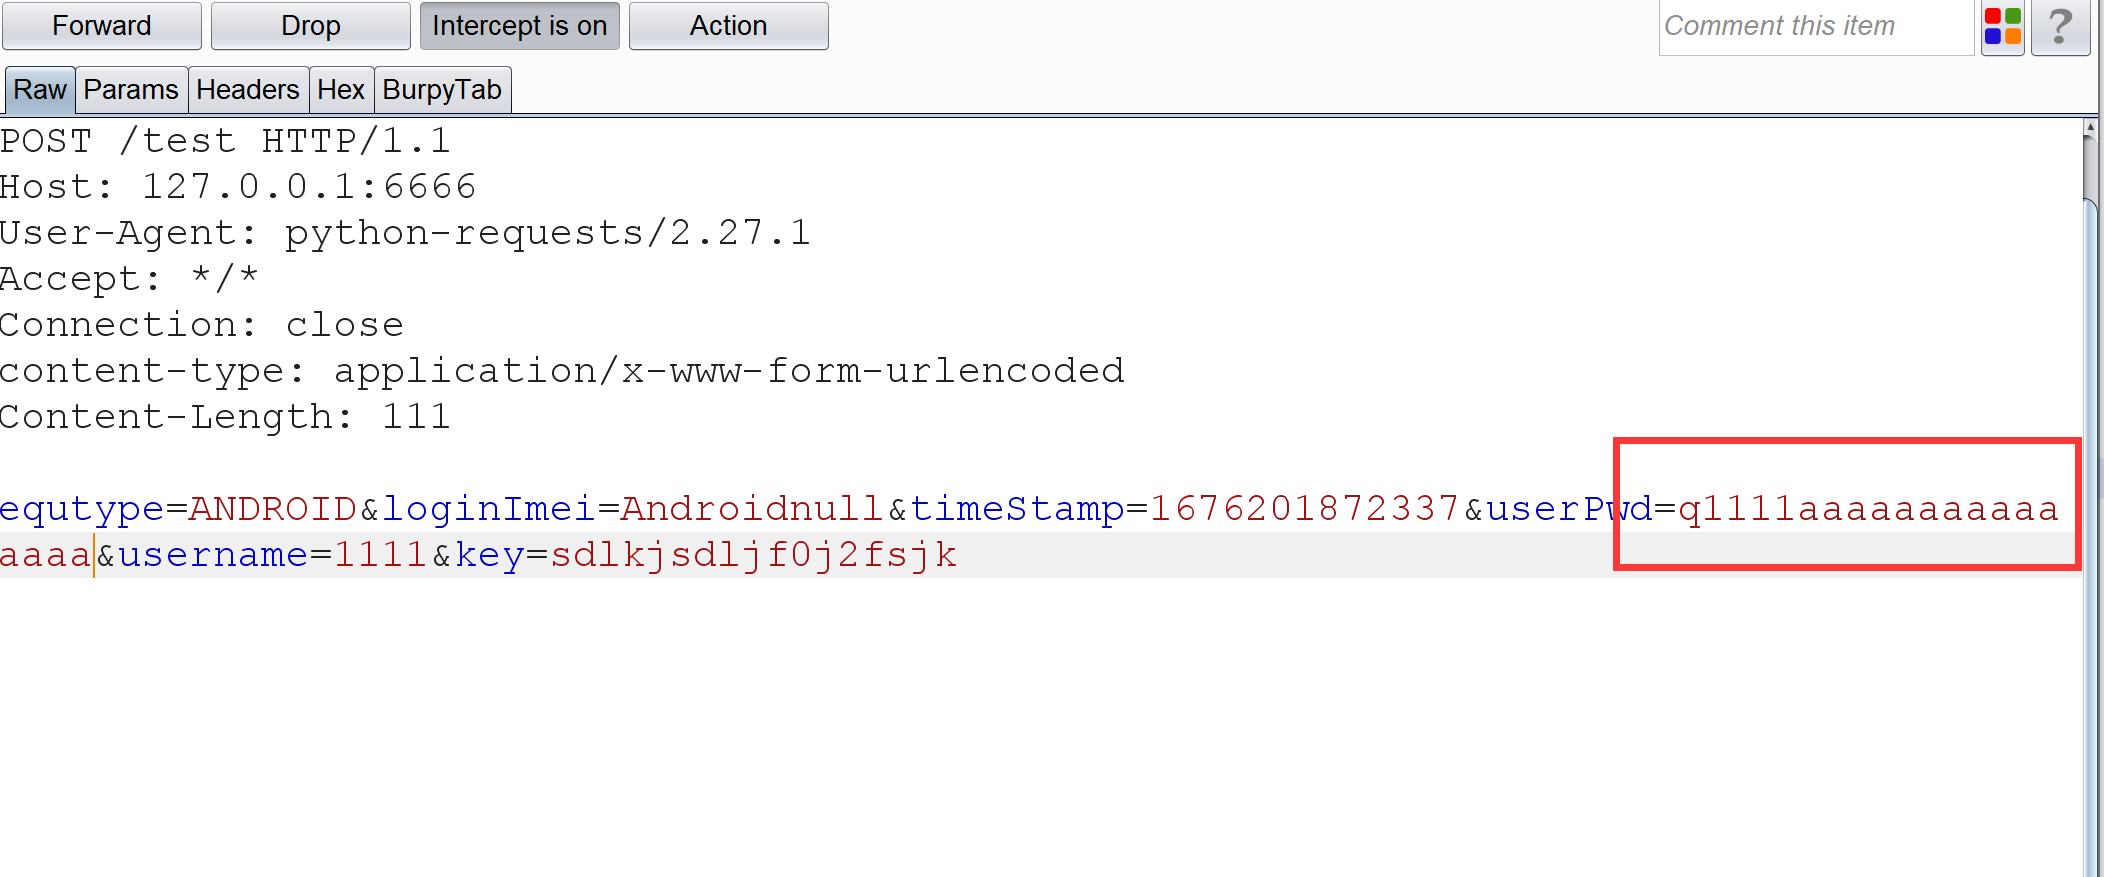 Forward Drop Intercept is on Action Comment this item ?
Raw Params Headers Hex BurpyTab
POST /test HTTP/1.1
Host: 127.0.0.1:6666
User-Agent: python-requests/2.27.1
Accept: */*
Connection: close
content-type: application/x-www-form-urlencoded
Content-Length: 111
equtype=ANDROID&loginImei=Androidnull&timeStamp=1676201872337&userPwd=q1111aaaaaaaaaaa
aaaa&username=1111&key=sdlkjsdljf0j2fsjk